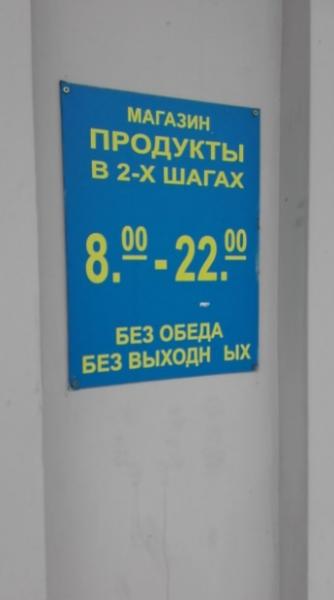 МАГАЗИН
ПРОДУКТЫ
В 2-Х ШАГАХ
8.00 - 22.00
БЕЗ ОБЕДА
БЕЗ ВЫХОДН ЫХ